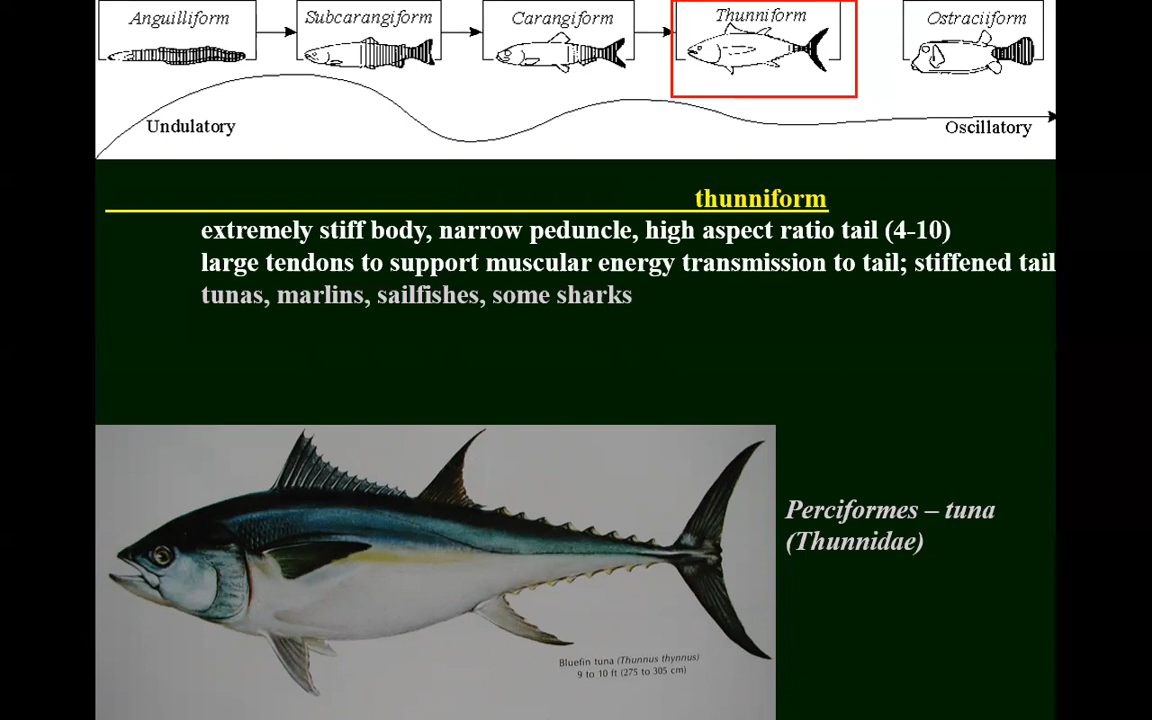 Anguilliform
Subcarangiform
Carangiform
Thunniform
Ostraciiform
Undulatory
Oscillatory
thunniform
extremely stiff body, narrow peduncle, high aspect ratio tail (4-10)
large tendons to support muscular energy transmission to tail; stiffened tail
tunas, marlins, sailfishes, some sharks
Perciformes – tuna
(Thunnidae)
Bluefin tuna (Thunnus thynnus)
9 to 10 ft (275 to 305 cm)